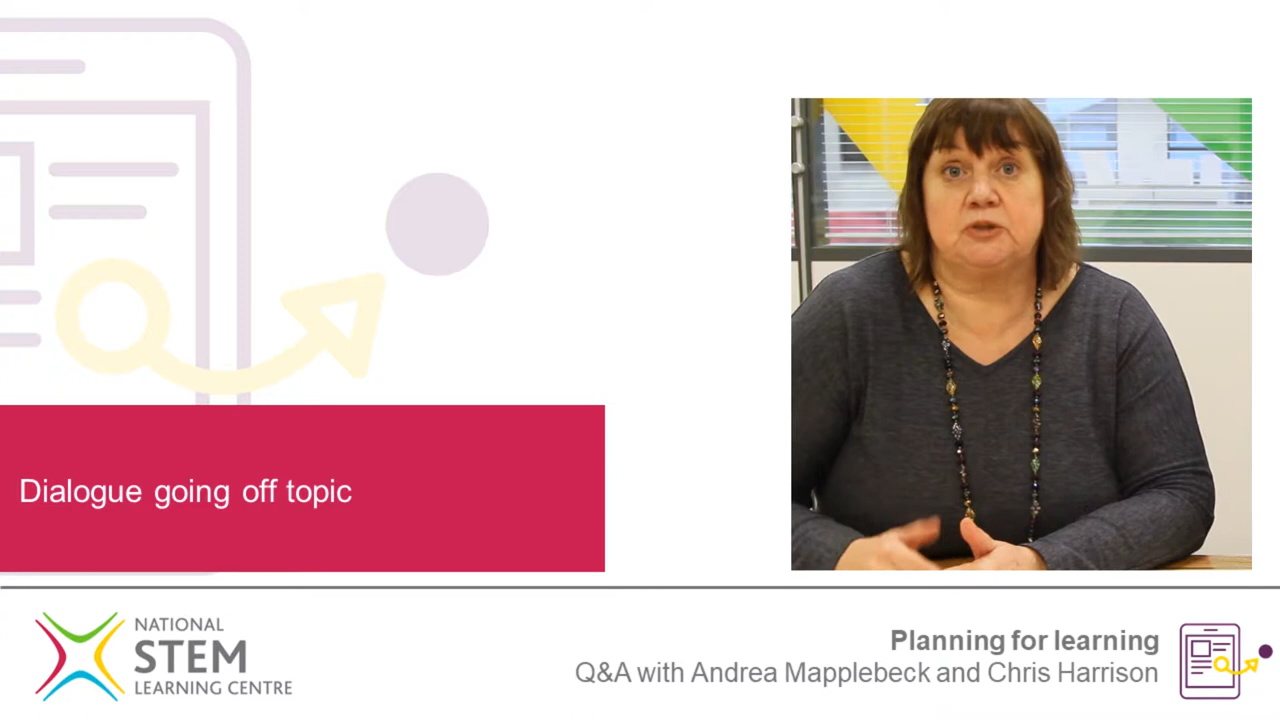 Dialogue going off topic
NATIONAL
STEM
LEARNING CENTRE
Planning for learning
Q&A with Andrea Mapplebeck and Chris Harrison